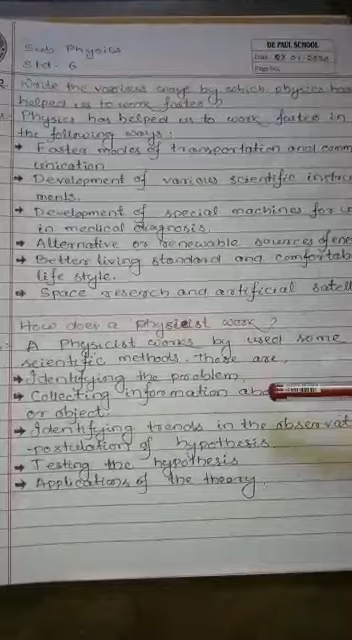 Sub Physics
DE PAUL SCHOOL
Std - 6
Date
Page No.
2. Write the various ways by which physics has
helped us to work faster?
Physics has helped us to work faster in
the following ways:
→ Faster modes of transportation and comm
unication
→ Development of various scientific instru
ments.
→ Development of special machines for u
in medical diagnosis.
→ Alternative or renewable sources of ene
→ Better living standard and comfortab
life style.
→ Space research and artificial satell
How does a physicist work?
A Physicist works by used some
scientific methods. those are,
→ Identifying the problem,
→ Collecting information abo
or object.
→ Identifying trends in the observat
-postulation of hypothesis.
→ Testing the hypothesis
→ Applications of the theory.